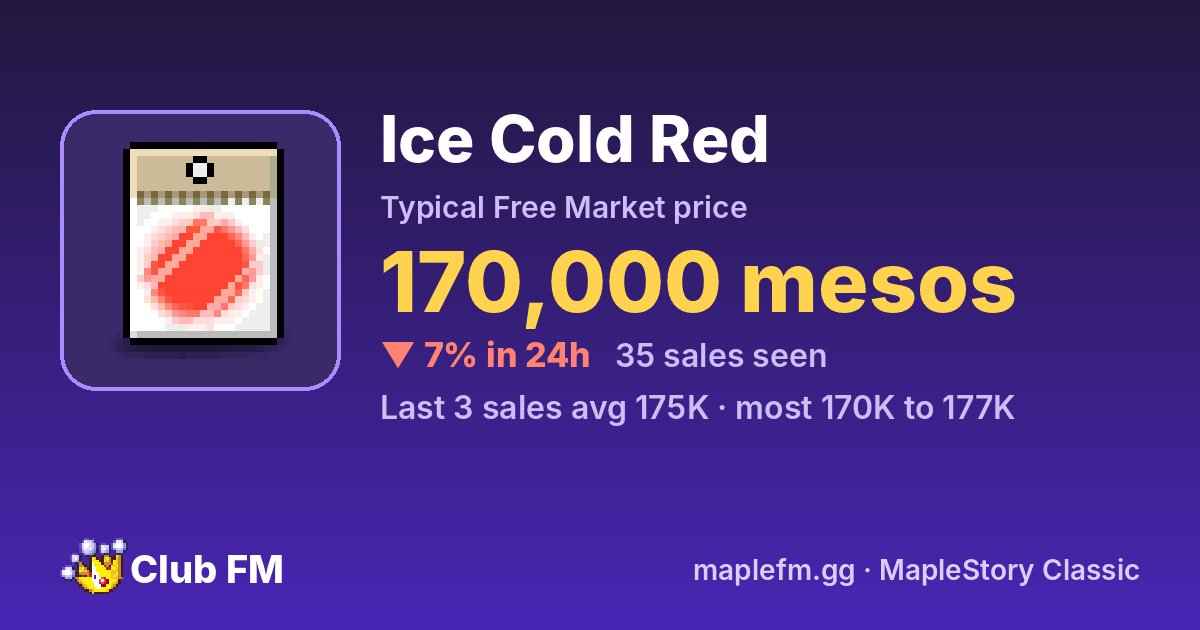 Ice Cold Red
Typical Free Market price
170,000 mesos
▼ 7% in 24h 35 sales seen
Last 3 sales avg 175K · most 170K to 177K
Club FM
maplefm.gg · MapleStory Classic